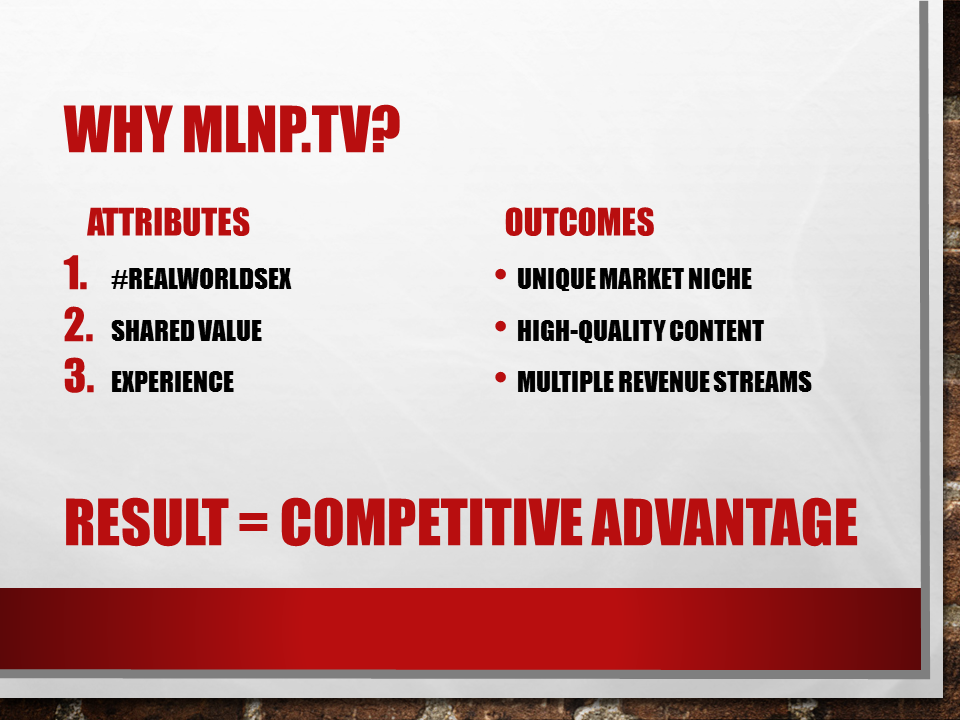 WHY MLNP.TV?
ATTRIBUTES
1. #REALWORLDSEX
2. SHARED VALUE
3. EXPERIENCE
OUTCOMES
• UNIQUE MARKET NICHE
• HIGH-QUALITY CONTENT
• MULTIPLE REVENUE STREAMS
RESULT = COMPETITIVE ADVANTAGE